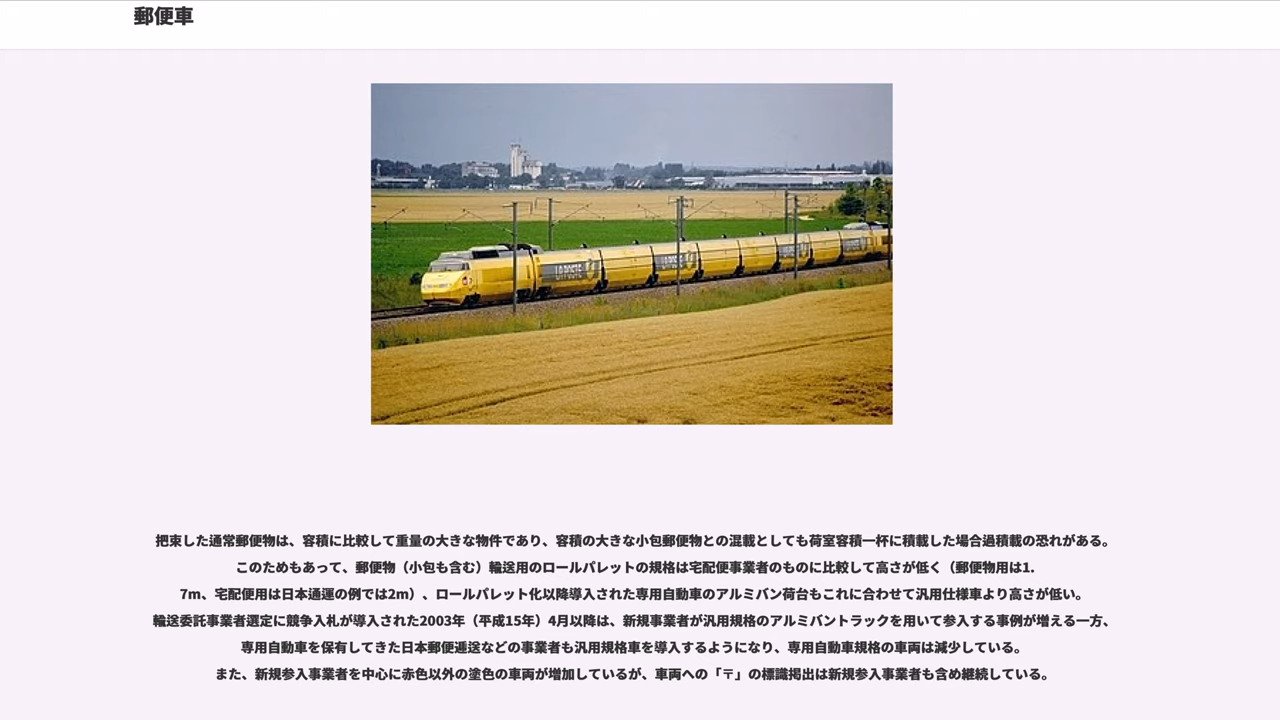 郵便車
LA POSTE
LA POSTE
把束した通常郵便物は、容積に比較して重量の大きな物件であり、容積の大きな小包郵便物との混載としても荷室容積一杯に積載した場合過積載の恐れがある。
このためもあって、郵便物（小包も含む）輸送用のロールパレットの規格は宅配便事業者のものに比較して高さが低く（郵便物用は1.
7m、宅配便用は日本通運の例では2m）、ロールパレット化以降導入された専用自動車のアルミバン荷台もこれに合わせて汎用仕様車より高さが低い。
輸送委託事業者選定に競争入札が導入された2003年（平成15年）4月以降は、新規事業者が汎用規格のアルミバントラックを用いて参入する事例が増える一方、
専用自動車を保有してきた日本郵便逓送などの事業者も汎用規格車を導入するようになり、専用自動車規格の車両は減少している。
また、新規参入事業者を中心に赤色以外の塗色の車両が増加しているが、車両への「〒」の標識掲出は新規参入事業者も含め継続している。